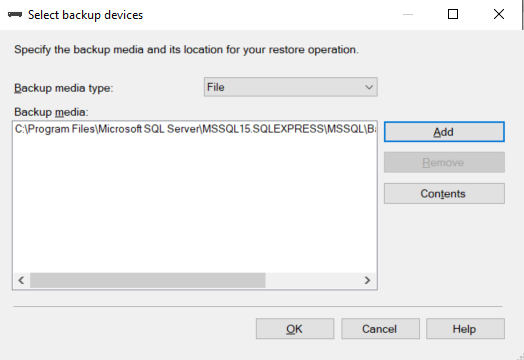 Select backup devices
Specify the backup media and its location for your restore operation.
Backup media type:
File
Backup media:
C:\Program Files\Microsoft SQL Server\MSSQL15.SQLEXPRESS\MSSQL\Ba
Add
Remove
Contents
OK
Cancel
Help